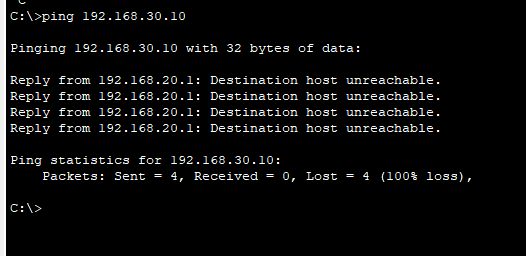 C:\>ping 192.168.30.10
Pinging 192.168.30.10 with 32 bytes of data:
Reply from 192.168.20.1: Destination host unreachable.
Reply from 192.168.20.1: Destination host unreachable.
Reply from 192.168.20.1: Destination host unreachable.
Reply from 192.168.20.1: Destination host unreachable.
Ping statistics for 192.168.30.10:
Packets: Sent = 4, Received = 0, Lost = 4 (100% loss),
C:\>